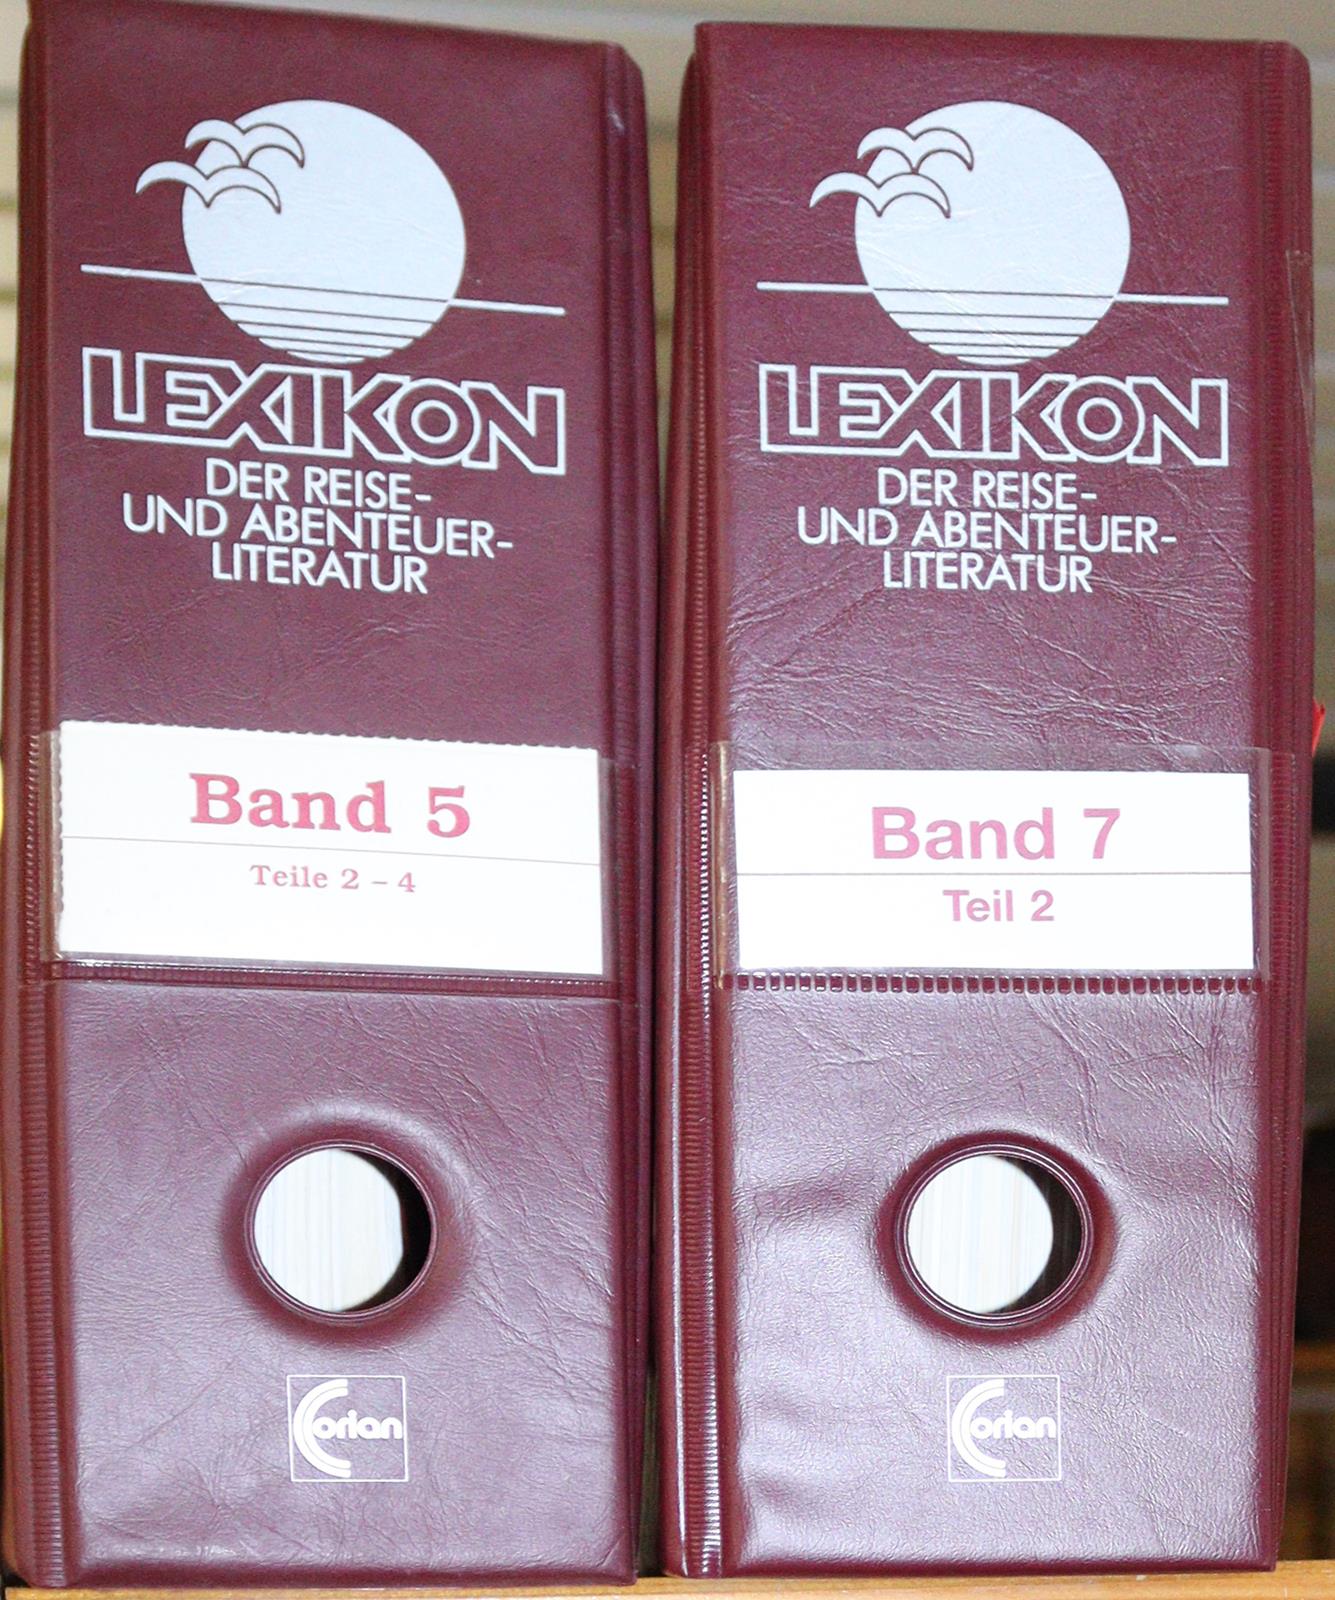 LEXIKON
DER REISE-
UND ABENTEUER-
LITERATUR
Band 5
Teile 2 – 4
Corian
LEXIKON
DER REISE-
UND ABENTEUER-
LITERATUR
Band 7
Teil 2
Corian